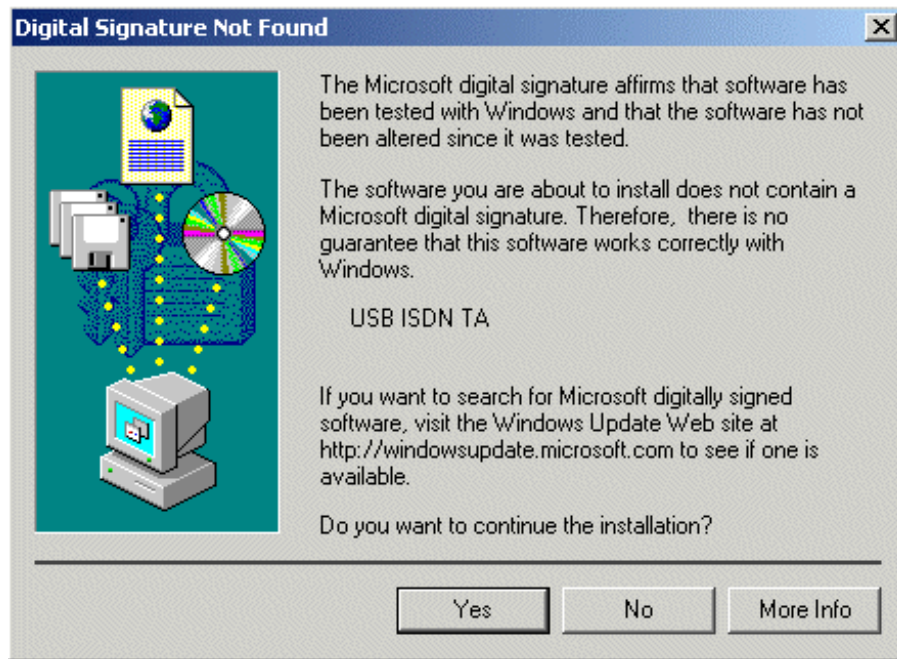 Digital Signature Not Found
The Microsoft digital signature affirms that software has
been tested with Windows and that the software has not
been altered since it was tested.
The software you are about to install does not contain a
Microsoft digital signature. Therefore, there is no
guarantee that this software works correctly with
Windows.
USB ISDN TA
If you want to search for Microsoft digitally signed
software, visit the Windows Update Web site at
http://windowsupdate.microsoft.com to see if one is
available.
Do you want to continue the installation?
Yes No More Info